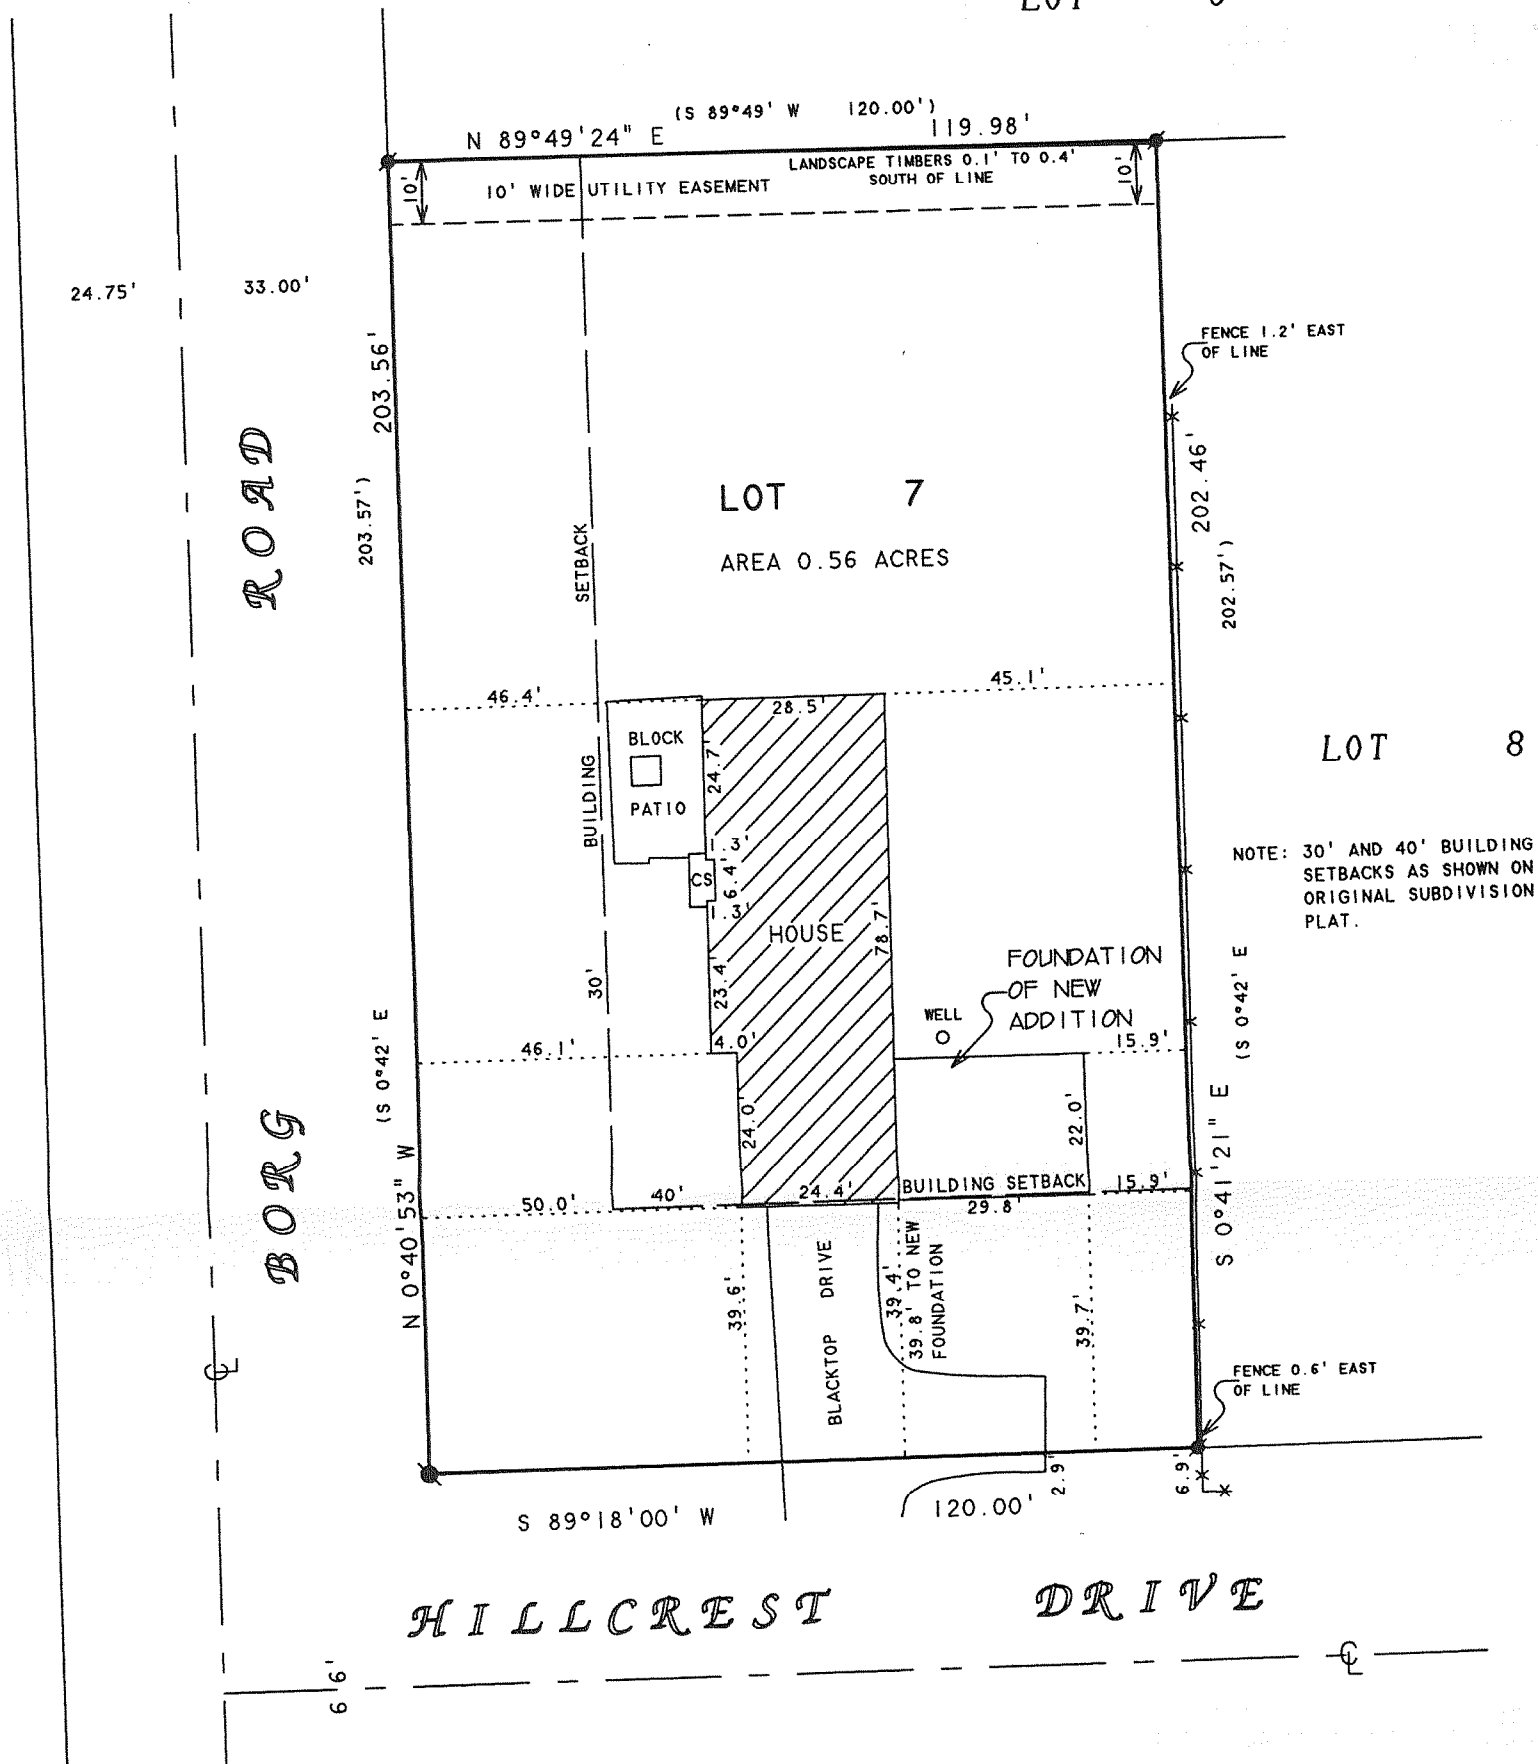 LOT
(S 89°49' W 120.00')
N 89°49'24" E 119.98'
LANDSCAPE TIMBERS 0.1' TO 0.4'
SOUTH OF LINE
10'
10' WIDE UTILITY EASEMENT
10'
24.75'
33.00'
203.56'
203.57')
FENCE 1.2' EAST
OF LINE
202.46'
202.57')
ROAD
LOT 7
AREA 0.56 ACRES
SETBACK
46.4'
28.5'
45.1'
BLOCK
PATIO
24.7'
BUILDING
LOT 8
NOTE: 30' AND 40' BUILDING
SETBACKS AS SHOWN ON
ORIGINAL SUBDIVISION
PLAT.
1.3'
CS
6.4'
1.3'
HOUSE
78.7'
23.4'
30'
FOUNDATION
OF NEW
ADDITION
WELL
(S 0°42' E
(S 0°42' E
46.1'
4.0'
15.9'
24.0'
22.0'
BORG
N 0°40'53" W
S 0°41'21" E
50.0'
40'
24.4'
BUILDING SETBACK
15.9'
29.8'
39.6'
BLACKTOP DRIVE
39.4'
39.8' TO NEW
FOUNDATION
39.7'
FENCE 0.6' EAST
OF LINE
2.9'
6.9'
S 89°18'00' W 120.00'
HILLCREST DRIVE
66'